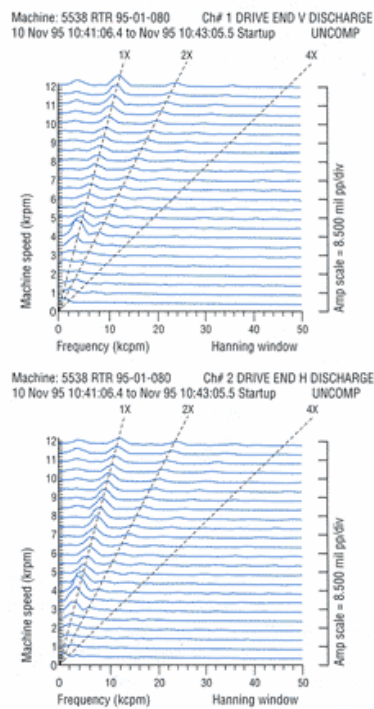 Machine: 5538 RTR 95-01-080 Ch# 1 DRIVE END V DISCHARGE
10 Nov 95 10:41:06.4 to Nov 95 10:43:05.5 Startup UNCOMP
1X 2X 4X
12
11
10
9
8
7
6
5
4
3
2
1
0
Machine speed (krpm)
Amp scale = 8.500 mil pp/div
0 10 20 30 40 50
Frequency (kcpm) Hanning window
Machine: 5538 RTR 95-01-080 Ch# 2 DRIVE END H DISCHARGE
10 Nov 95 10:41:06.4 to Nov 95 10:43:05.5 Startup UNCOMP
1X 2X 4X
12
11
10
9
8
7
6
5
4
3
2
1
0
Machine speed (krpm)
Amp scale = 8.500 mil pp/div
0 10 20 30 40 50
Frequency (kcpm) Hanning window